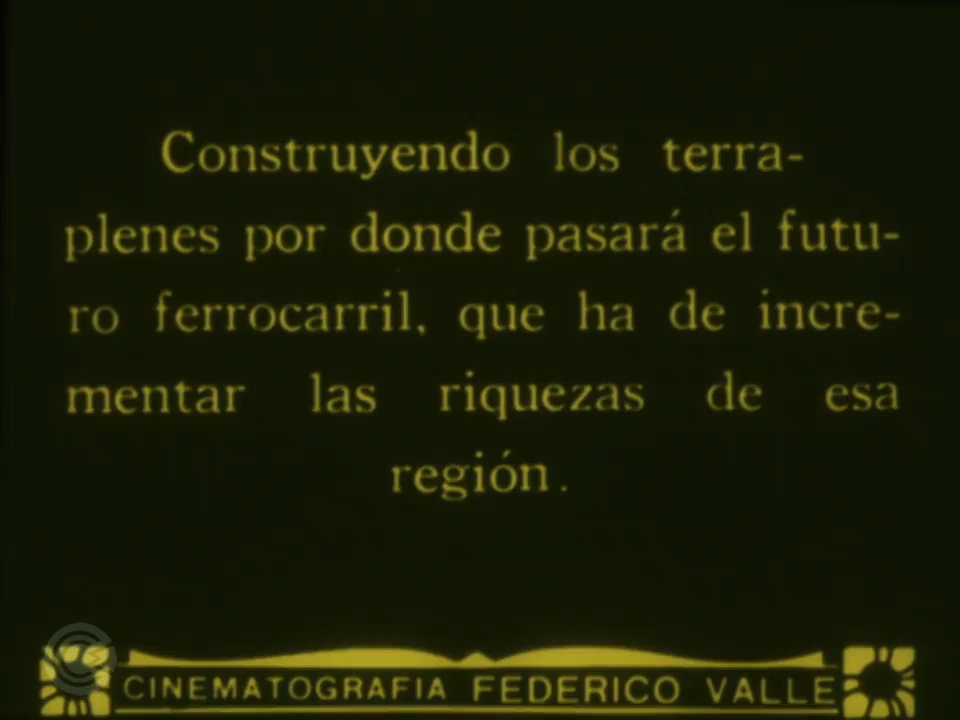 Construyendo los terra-
plenes por donde pasará el futu-
ro ferrocarril, que ha de incre-
mentar las riquezas de esa
región.
CINEMATOGRAFIA FEDERICO VALLE